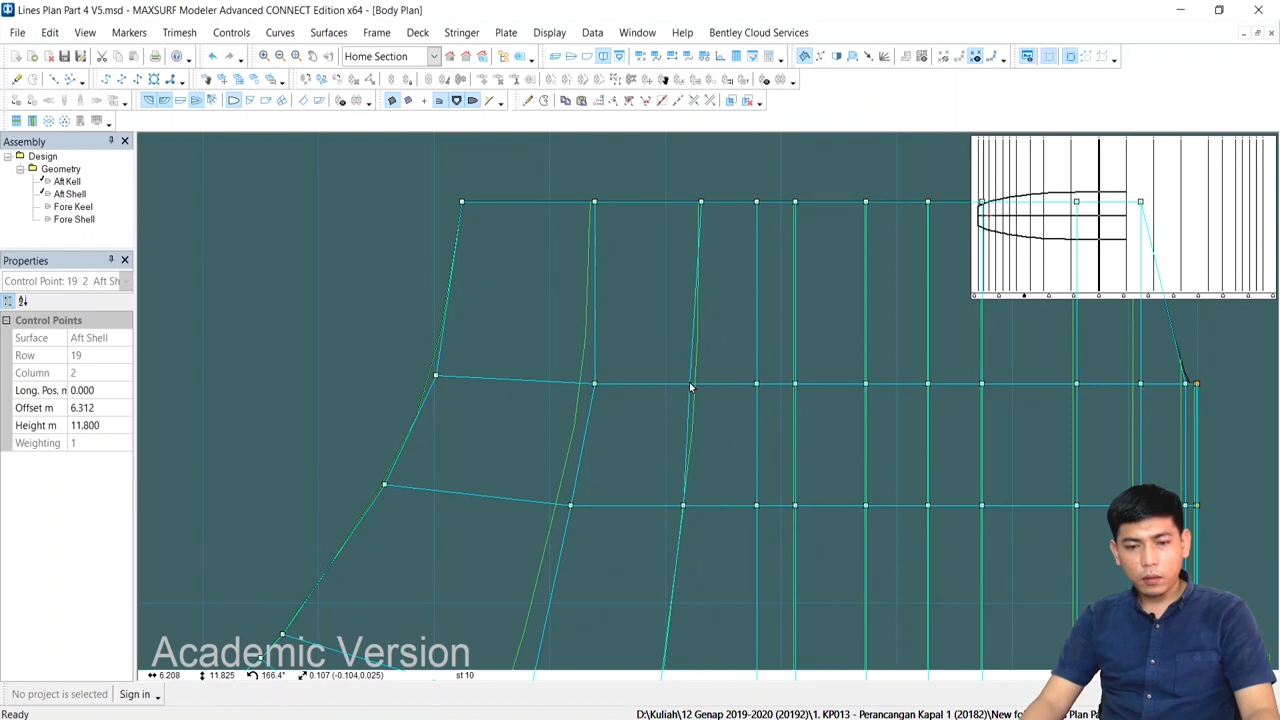 Lines Plan Part 4 V5.msd - MAXSURF Modeler Advanced CONNECT Edition x64 - [Body Plan]
File Edit View Markers Trimesh Controls Curves Surfaces Frame Deck Stringer Plate Display Data Window Help Bentley Cloud Services
Home Section
Assembly
Design
Geometry
Aft Kell
Aft Shell
Fore Keel
Fore Shell
Properties
Control Point: 19 2 Aft Sh
Control Points
Surface Aft Shell
Row 19
Column 2
Long. Pos. m 0.000
Offset m 6.312
Height m 11.800
Weighting 1
Academic Version
6.208 11.825 166.4° 0.107 (-0.104,0.025) st 10
No project is selected Sign in
Ready D:\Kuliah\12 Genap 2019-2020 (20192)\1. KP013 - Perancangan Kapal 1 (20182)\New fo Plan Pa